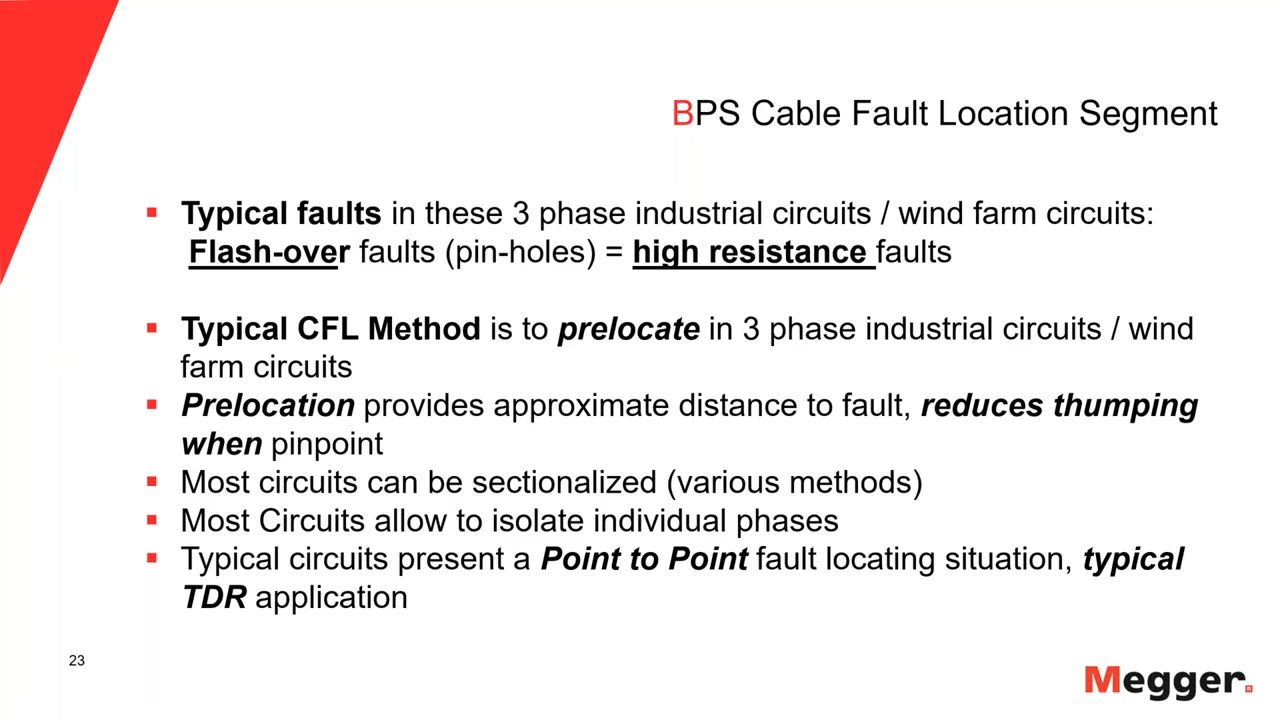 BPS Cable Fault Location Segment
Typical faults in these 3 phase industrial circuits / wind farm circuits:
Flash-over faults (pin-holes) = high resistance faults
Typical CFL Method is to prelocate in 3 phase industrial circuits / wind
farm circuits
Prelocation provides approximate distance to fault, reduces thumping
when pinpoint
Most circuits can be sectionalized (various methods)
Most Circuits allow to isolate individual phases
Typical circuits present a Point to Point fault locating situation, typical
TDR application
23
Megger